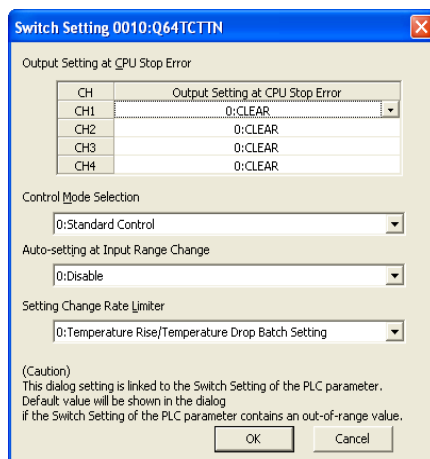 Switch Setting 0010:Q64TCTTN
Output Setting at CPU Stop Error
CH Output Setting at CPU Stop Error
CH1 0:CLEAR
CH2 0:CLEAR
CH3 0:CLEAR
CH4 0:CLEAR
Control Mode Selection
0:Standard Control
Auto-setting at Input Range Change
0:Disable
Setting Change Rate Limiter
0:Temperature Rise/Temperature Drop Batch Setting
(Caution)
This dialog setting is linked to the Switch Setting of the PLC parameter.
Default value will be shown in the dialog
if the Switch Setting of the PLC parameter contains an out-of-range value.
OK Cancel